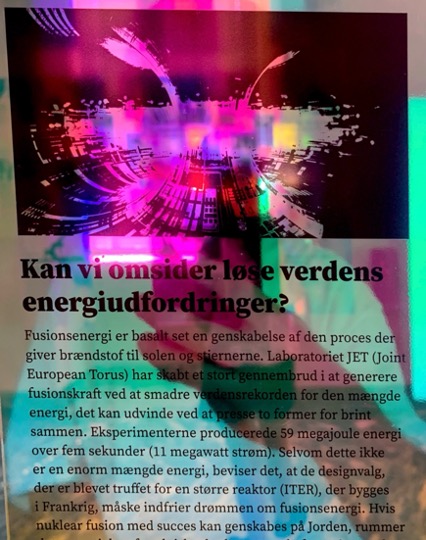 Kan vi omsider løse verdens
energiudfordringer?
Fusionsenergi er basalt set en genskabelse af den proces der
giver brændstof til solen og stjernerne. Laboratoriet JET (Joint
European Torus) har skabt et stort gennembrud i at generere
fusionskraft ved at smadre verdensrekorden for den mængde
energi, det kan udvinde ved at presse to former for brint
sammen. Eksperimenterne producerede 59 megajoule energi
over fem sekunder (11 megawatt strøm). Selvom dette ikke
er en enorm mængde energi, beviser det, at de designvalg,
der er blevet truffet for en større reaktor (ITER), der bygges
i Frankrig, måske indfrier drømmen om fusionsenergi. Hvis
nuklear fusion med succes kan genskabes på Jorden, rummer